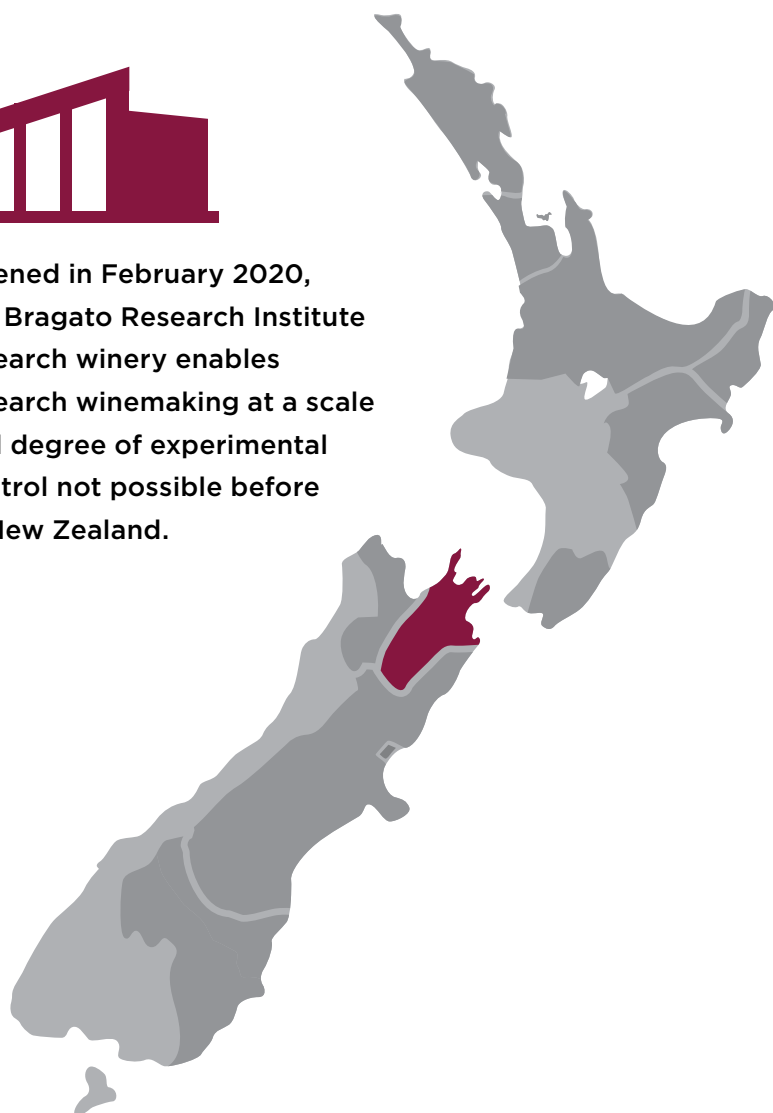 ened in February 2020,
Bragato Research Institute
earch winery enables
earch winemaking at a scale
degree of experimental
trol not possible before
New Zealand.